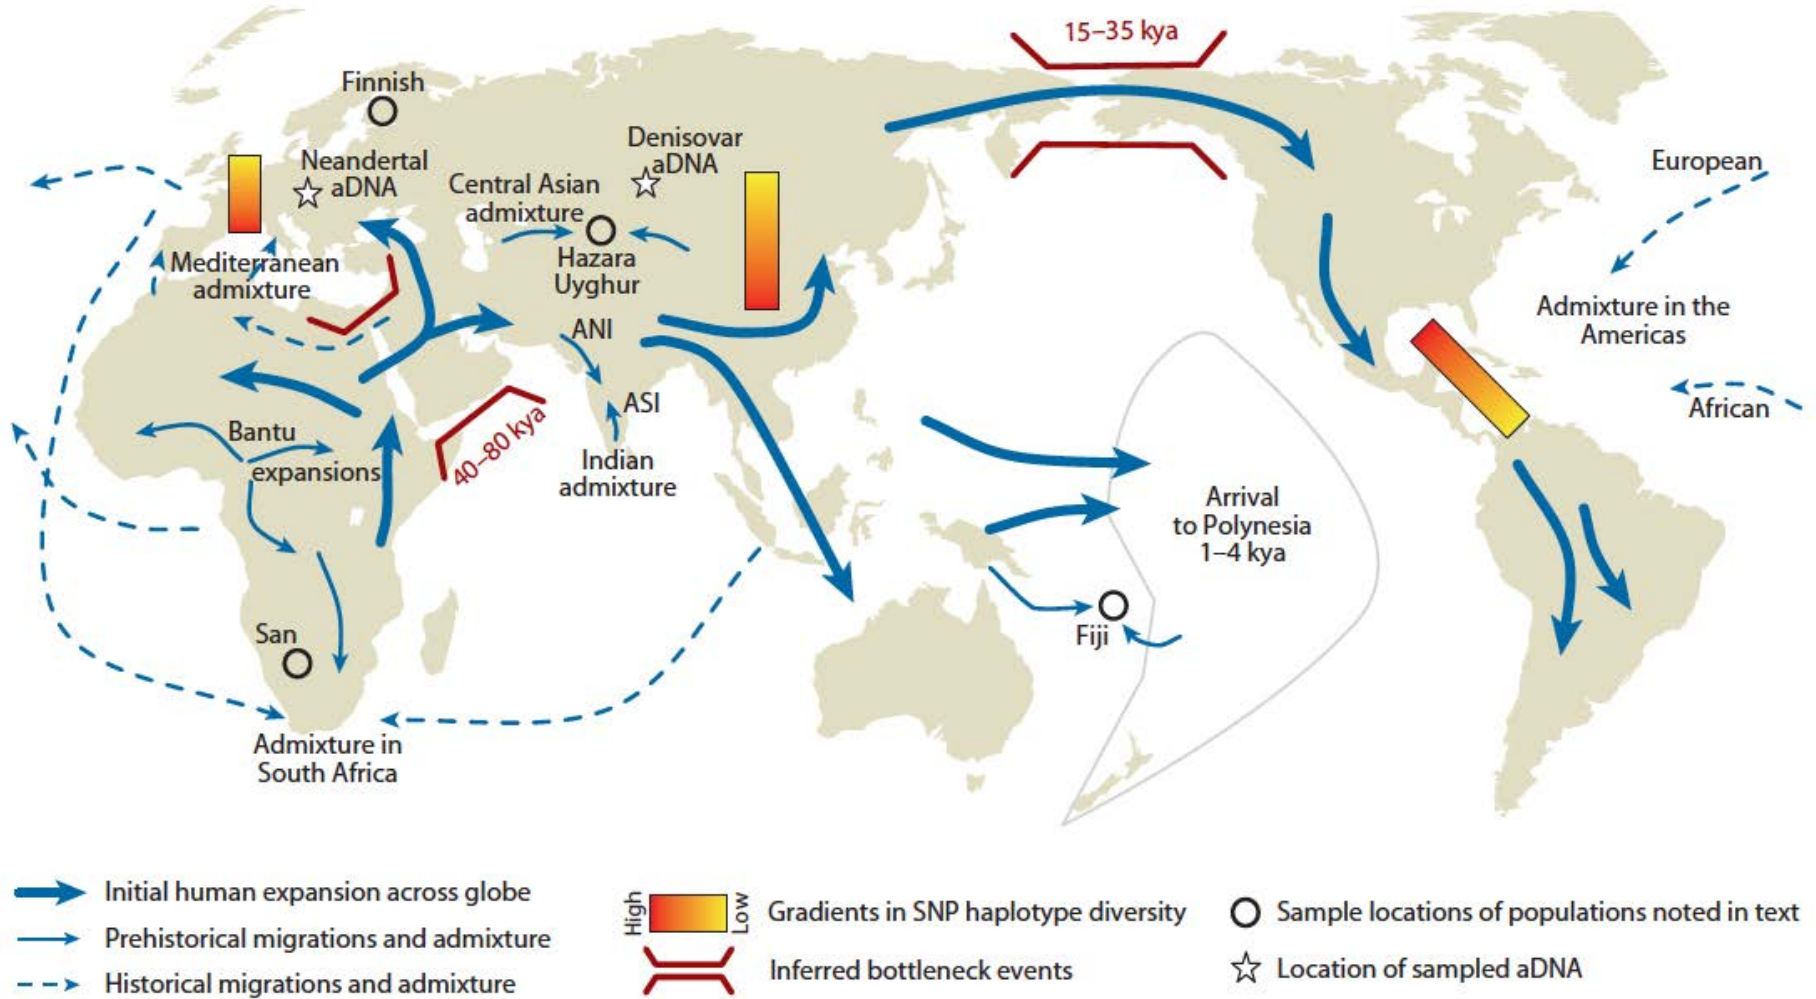 15–35 kya
Finnish
Denisovar
aDNA
Neandertal
aDNA
European
Central Asian
admixture
Hazara
Uyghur
Mediterranean
admixture
Admixture in the
Americas
ANI
ASI
African
40–80 kya
Bantu
expansions
Indian
admixture
Arrival
to Polynesia
1–4 kya
San
Fiji
Admixture in
South Africa
Initial human expansion across globe
Prehistorical migrations and admixture
Historical migrations and admixture
High
Low
Gradients in SNP haplotype diversity
Inferred bottleneck events
Sample locations of populations noted in text
Location of sampled aDNA